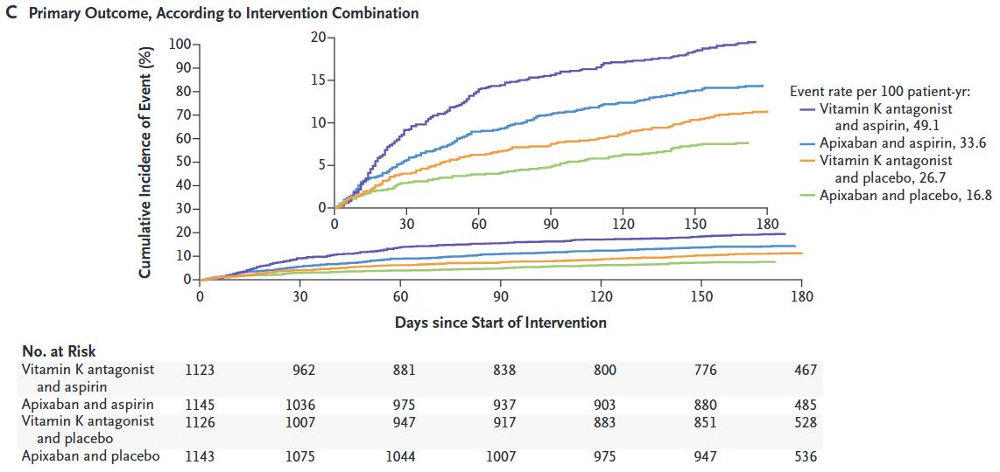 C Primary Outcome, According to Intervention Combination
Cumulative Incidence of Event (%)
100
90
80
70
60
50
40
30
20
10
0
20
15
10
5
0
0 30 60 90 120 150 180
0 30 60 90 120 150 180
Days since Start of Intervention
Event rate per 100 patient-yr:
Vitamin K antagonist
and aspirin, 49.1
Apixaban and aspirin, 33.6
Vitamin K antagonist
and placebo, 26.7
Apixaban and placebo, 16.8
No. at Risk
Vitamin K antagonist 1123 962 881 838 800 776 467
and aspirin
Apixaban and aspirin 1145 1036 975 937 903 880 485
Vitamin K antagonist 1126 1007 947 917 883 851 528
and placebo
Apixaban and placebo 1143 1075 1044 1007 975 947 536